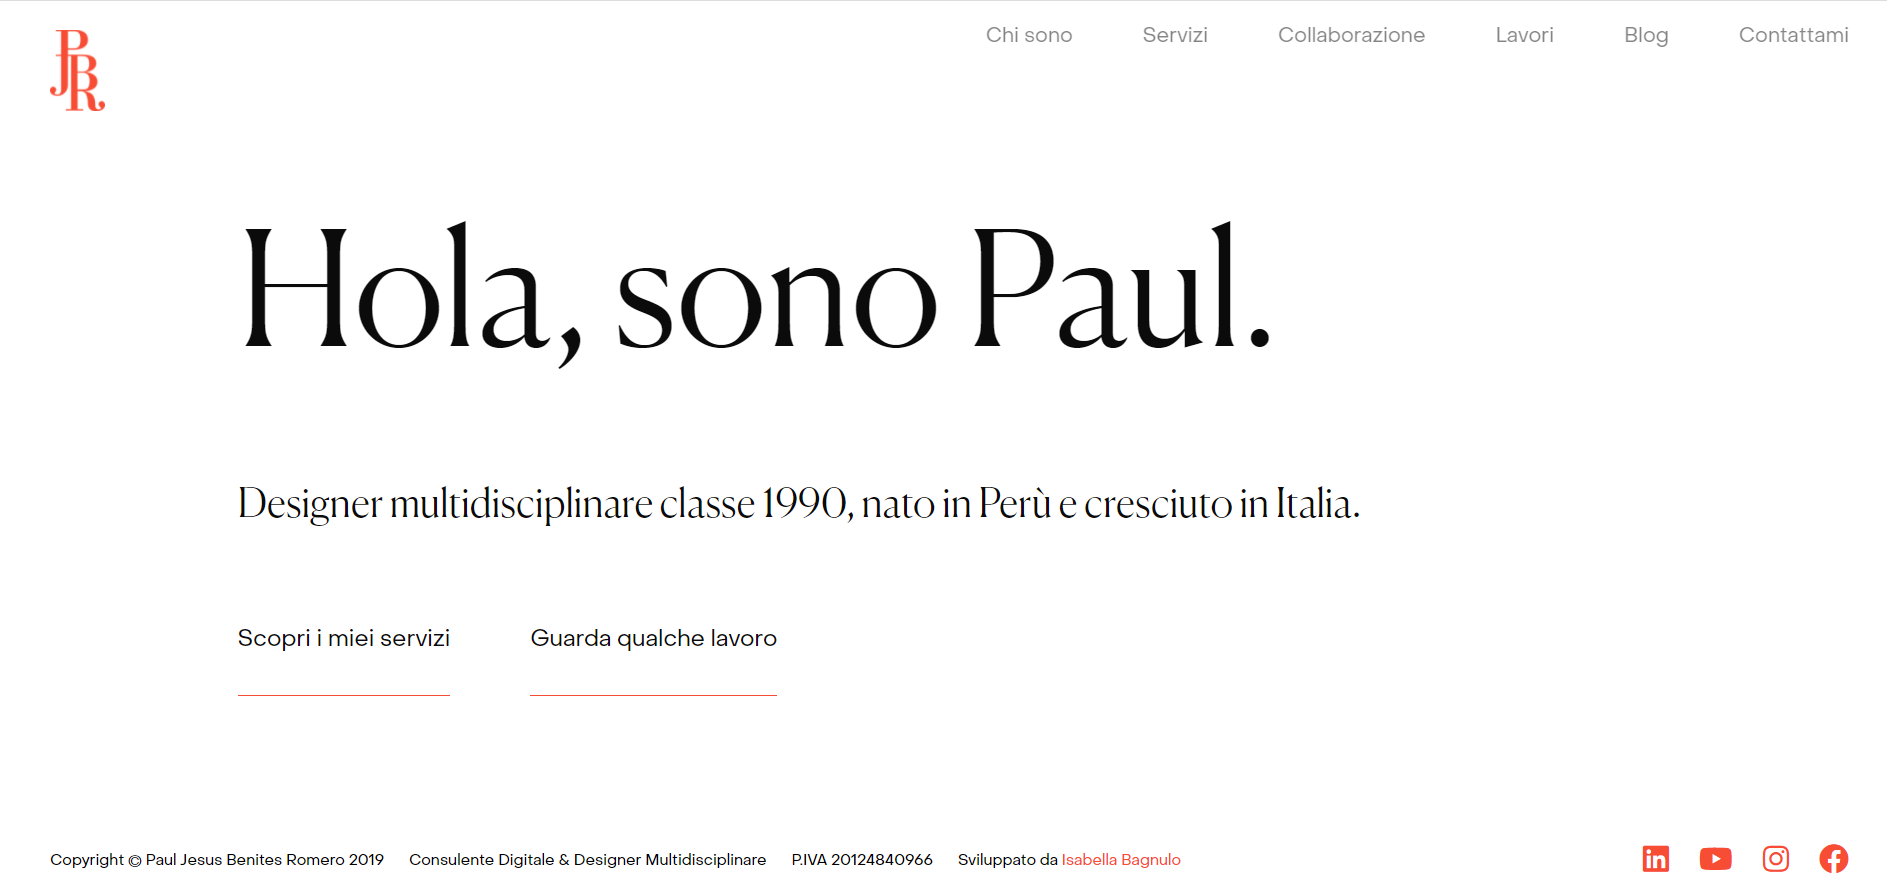 PJBR
Chi sono Servizi Collaborazione Lavori Blog Contattami
Hola, sono Paul.
Designer multidisciplinare classe 1990, nato in Perù e cresciuto in Italia.
Scopri i miei servizi Guarda qualche lavoro
Copyright © Paul Jesus Benites Romero 2019 Consulente Digitale & Designer Multidisciplinare P.IVA 20124840966 Sviluppato da Isabella Bagnulo